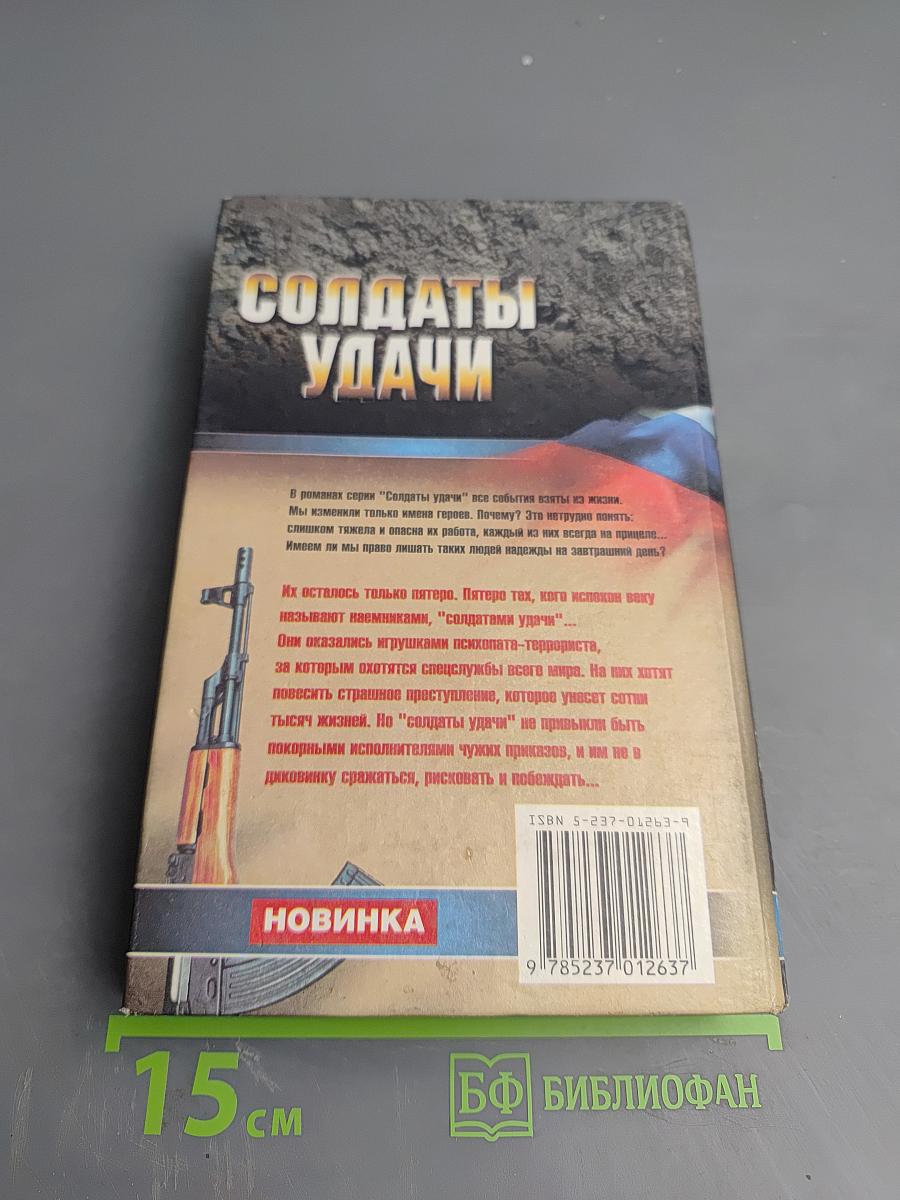 СОЛДАТЫ
УДАЧИ
В романах серии "Солдаты удачи" все события взяты из жизни.
Мы изменили только имена героев. Почему? Это нетрудно понять:
слишком тяжела и опасна их работа, каждый из них всегда на прицеле...
Имеем ли мы право лишать таких людей надежды на завтрашний день?
Их осталось только пятеро. Пятеро тех, кого испокон веку
называют наемниками, "солдатами удачи"...
Они оказались игрушками психопата-террориста,
за которым охотятся спецслужбы всего мира. На них хотят
повесить страшное преступление, которое унесет сотни
тысяч жизней. Но "солдаты удачи" не привыкли быть
покорными исполнителями чужих приказов, и им не в
диковинку сражаться, рисковать и побеждать...
ISBN 5-237-01263-9
НОВИНКА
9 785237 012637
15 см
БФ БИБЛИОФАН